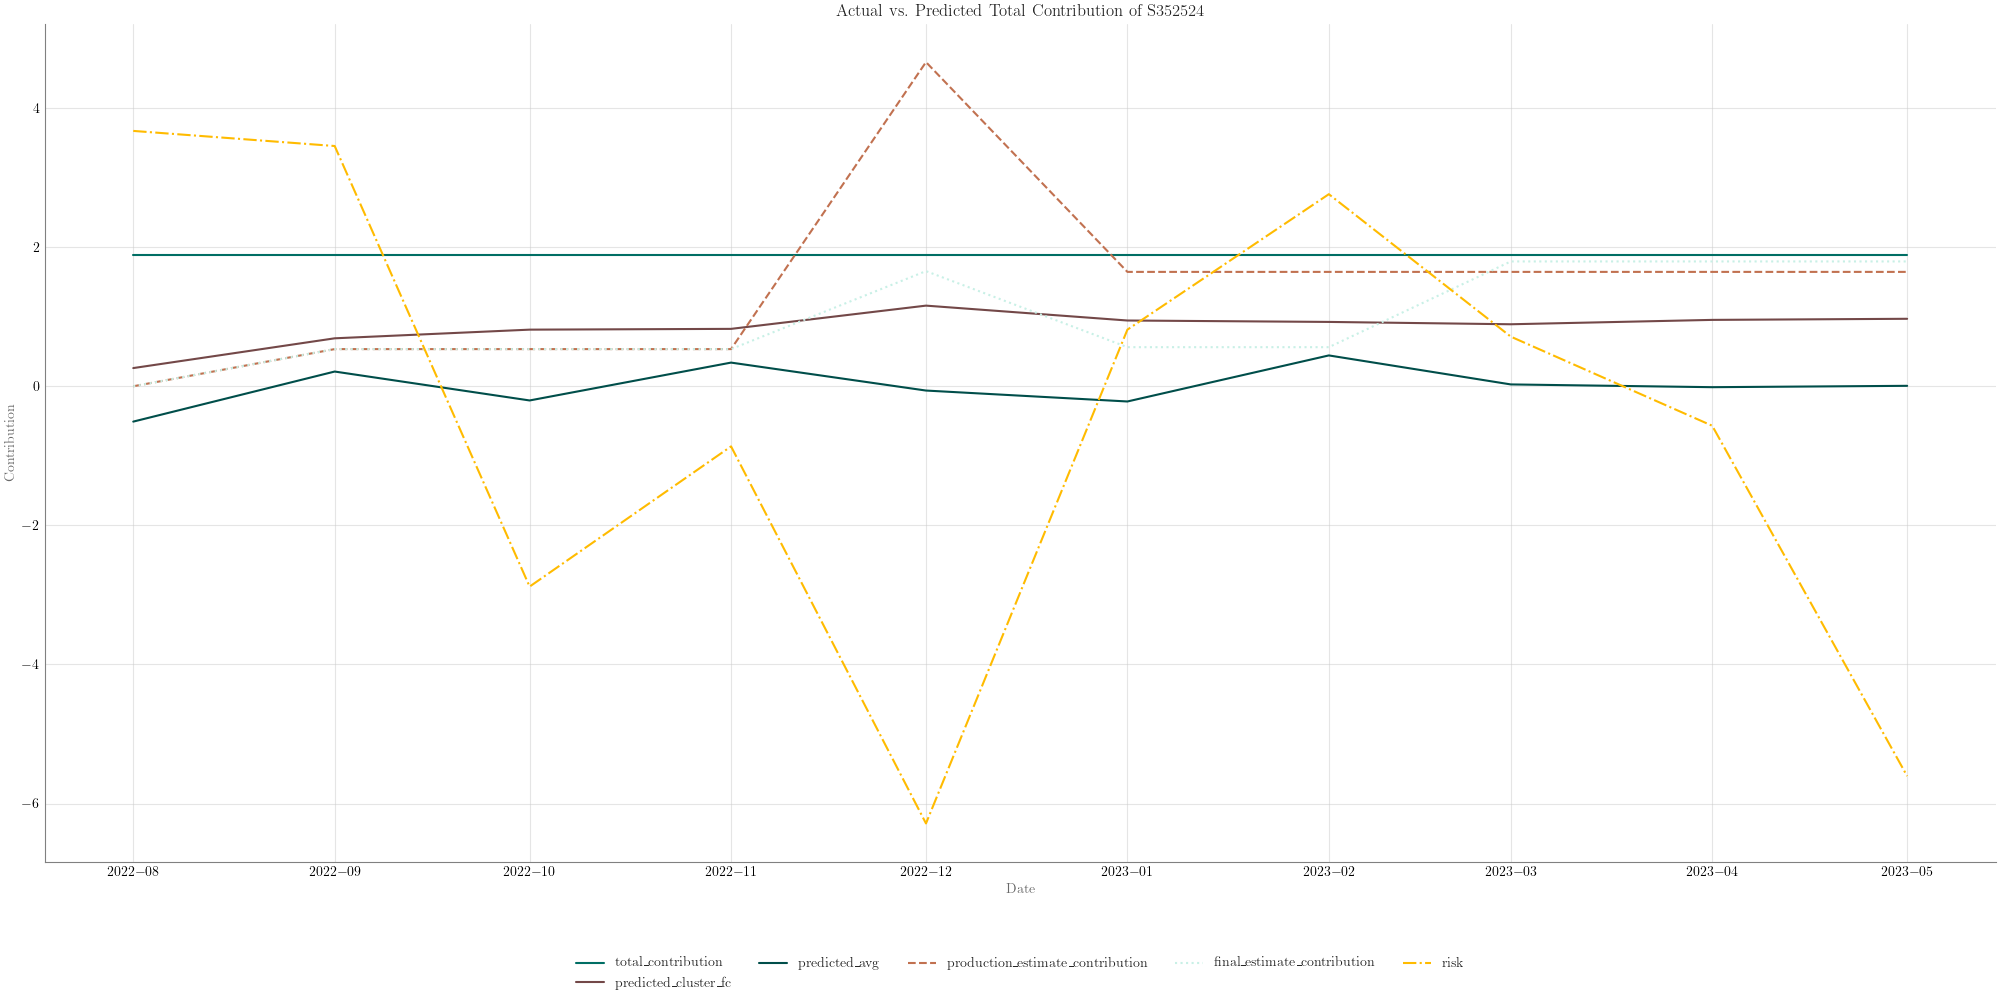 Actual vs. Predicted Total Contribution of S352524
Contribution
4
2
0
−2
−4
−6
2022−08 2022−09 2022−10 2022−11 2022−12 2023−01 2023−02 2023−03 2023−04 2023−05
Date
total_contribution predicted_avg production_estimate_contribution final_estimate_contribution risk
predicted_cluster_fc